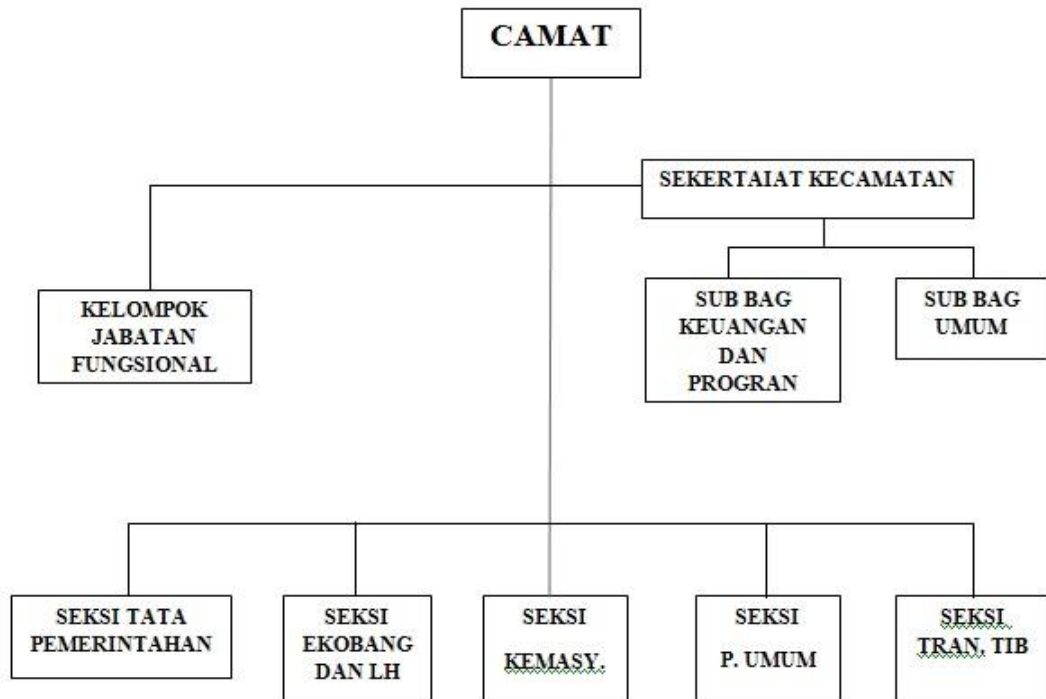 CAMAT
SEKERTAIAT KECAMATAN
KELOMPOK
JABATAN
FUNGSIONAL
SUB BAG
KEUANGAN
DAN
PROGRAN
SUB BAG
UMUM
SEKSI TATA
PEMERINTAHAN
SEKSI
EKOBANG
DAN LH
SEKSI
KEMASY.
SEKSI
P. UMUM
SEKSI
TRAN, TIB